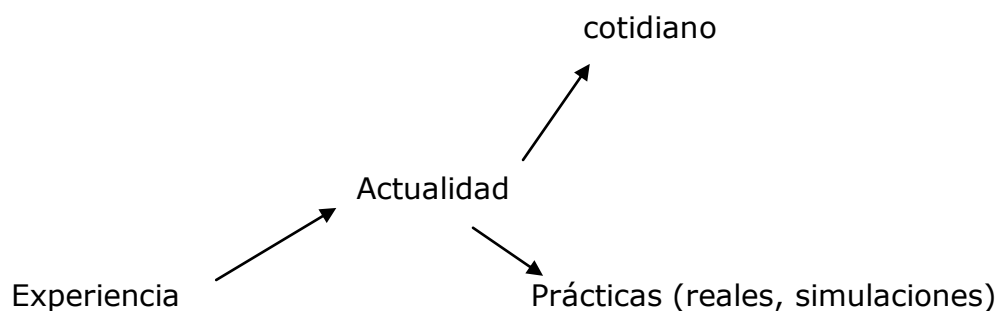 cotidiano
Actualidad
Experiencia
Prácticas (reales, simulaciones)